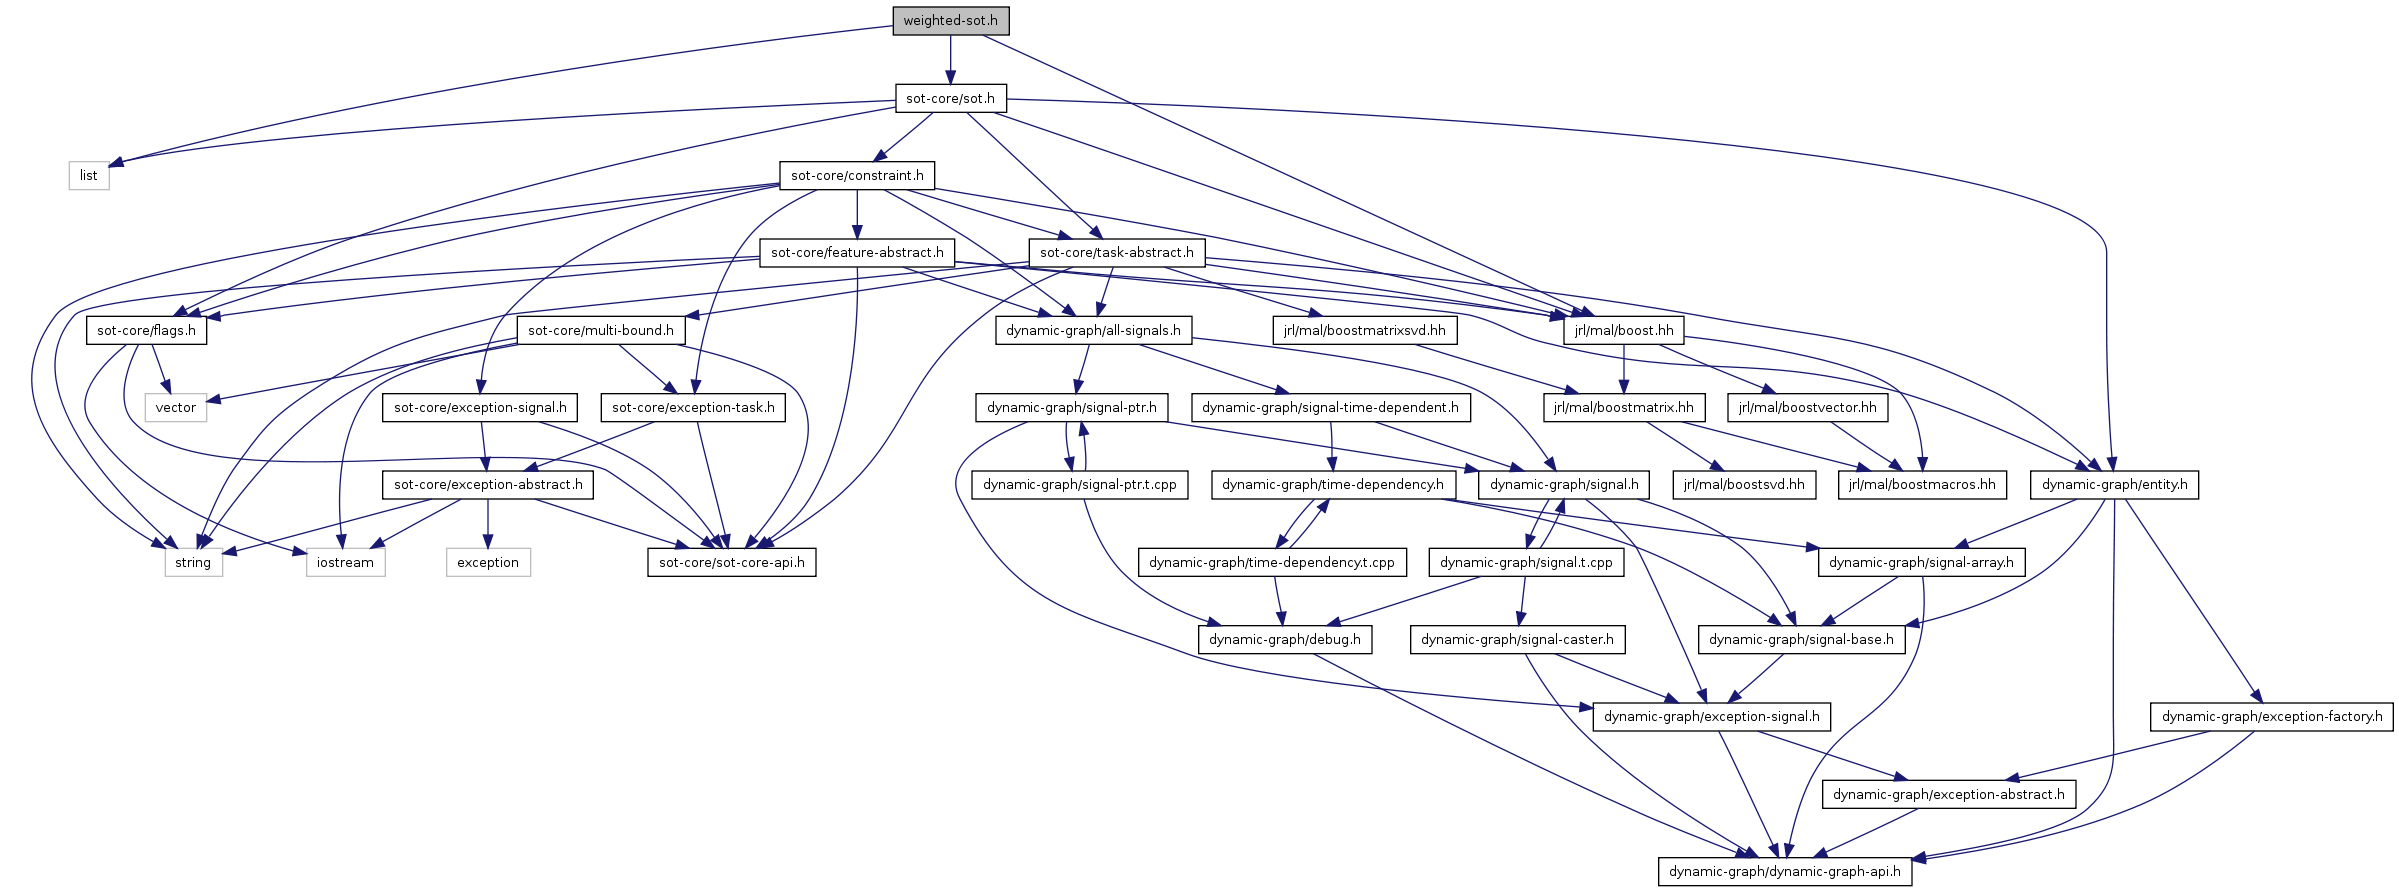 weighted-sot.h
sot-core/sot.h
list
sot-core/constraint.h
sot-core/feature-abstract.h
sot-core/task-abstract.h
sot-core/flags.h
sot-core/multi-bound.h
dynamic-graph/all-signals.h
jrl/mal/boostmatrixsvd.hh
jrl/mal/boost.hh
vector
sot-core/exception-signal.h
sot-core/exception-task.h
dynamic-graph/signal-ptr.h
dynamic-graph/signal-time-dependent.h
jrl/mal/boostmatrix.hh
jrl/mal/boostvector.hh
sot-core/exception-abstract.h
dynamic-graph/signal-ptr.t.cpp
dynamic-graph/time-dependency.h
dynamic-graph/signal.h
jrl/mal/boostsvd.hh
jrl/mal/boostmacros.hh
dynamic-graph/entity.h
string
iostream
exception
sot-core/sot-core-api.h
dynamic-graph/time-dependency.t.cpp
dynamic-graph/signal.t.cpp
dynamic-graph/signal-array.h
dynamic-graph/debug.h
dynamic-graph/signal-caster.h
dynamic-graph/signal-base.h
dynamic-graph/exception-signal.h
dynamic-graph/exception-factory.h
dynamic-graph/exception-abstract.h
dynamic-graph/dynamic-graph-api.h